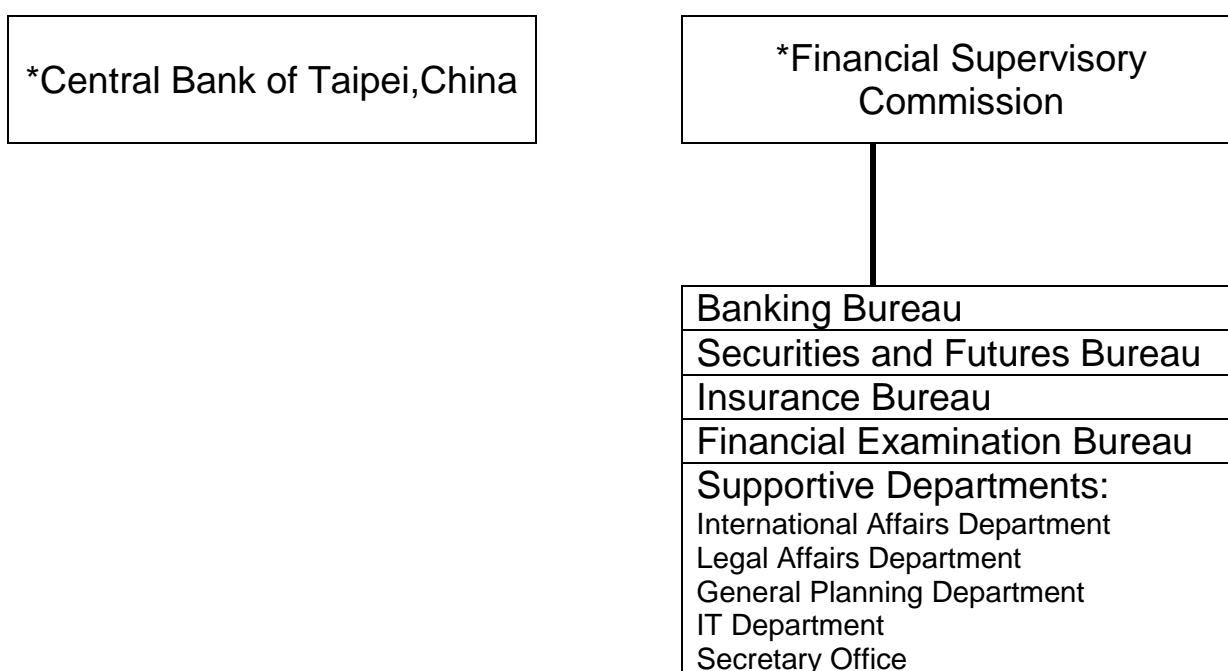 *Central Bank of Taipei,China
*Financial Supervisory
Commission
Banking Bureau
Securities and Futures Bureau
Insurance Bureau
Financial Examination Bureau
Supportive Departments:
International Affairs Department
Legal Affairs Department
General Planning Department
IT Department
Secretary Office